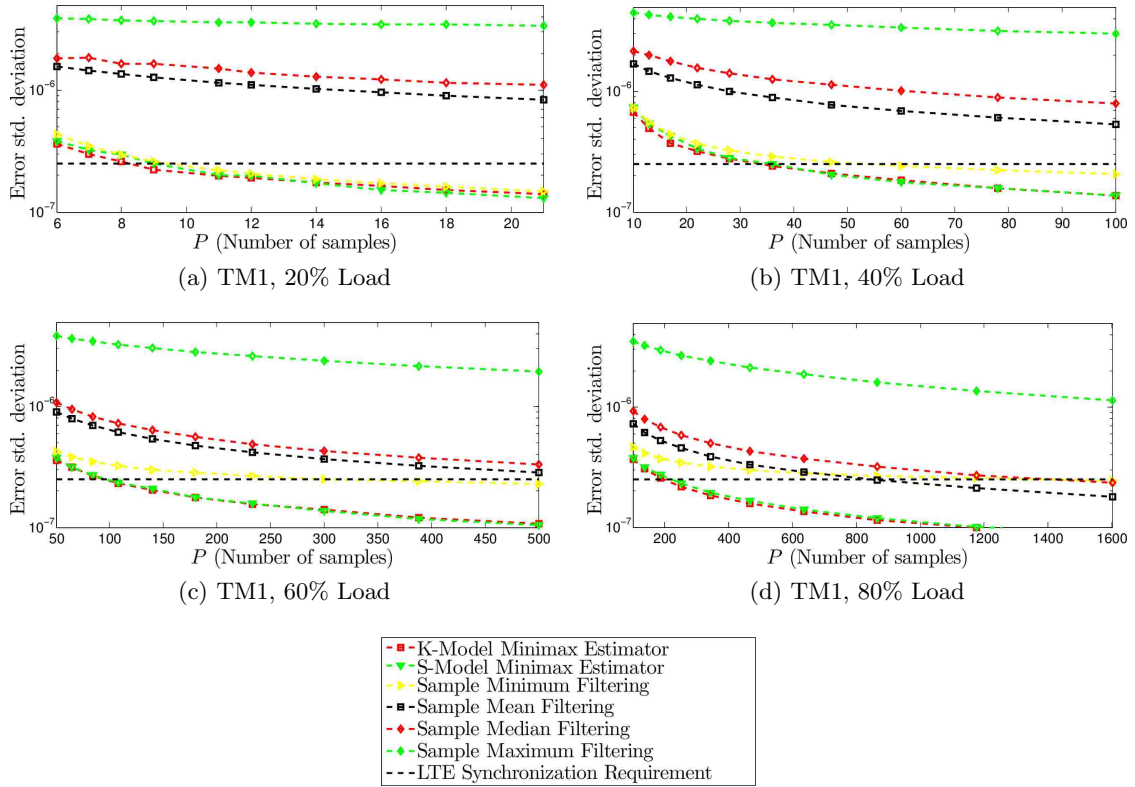 Error std. deviation
10^-6
10^-7
6 8 10 12 14 16 18 20
P (Number of samples)
(a) TM1, 20% Load
Error std. deviation
10^-6
10^-7
10 20 30 40 50 60 70 80 90 100
P (Number of samples)
(b) TM1, 40% Load
Error std. deviation
10^-6
10^-7
50 100 150 200 250 300 350 400 450 500
P (Number of samples)
(c) TM1, 60% Load
Error std. deviation
10^-6
10^-7
200 400 600 800 1000 1200 1400 1600
P (Number of samples)
(d) TM1, 80% Load
K-Model Minimax Estimator
S-Model Minimax Estimator
Sample Minimum Filtering
Sample Mean Filtering
Sample Median Filtering
Sample Maximum Filtering
LTE Synchronization Requirement